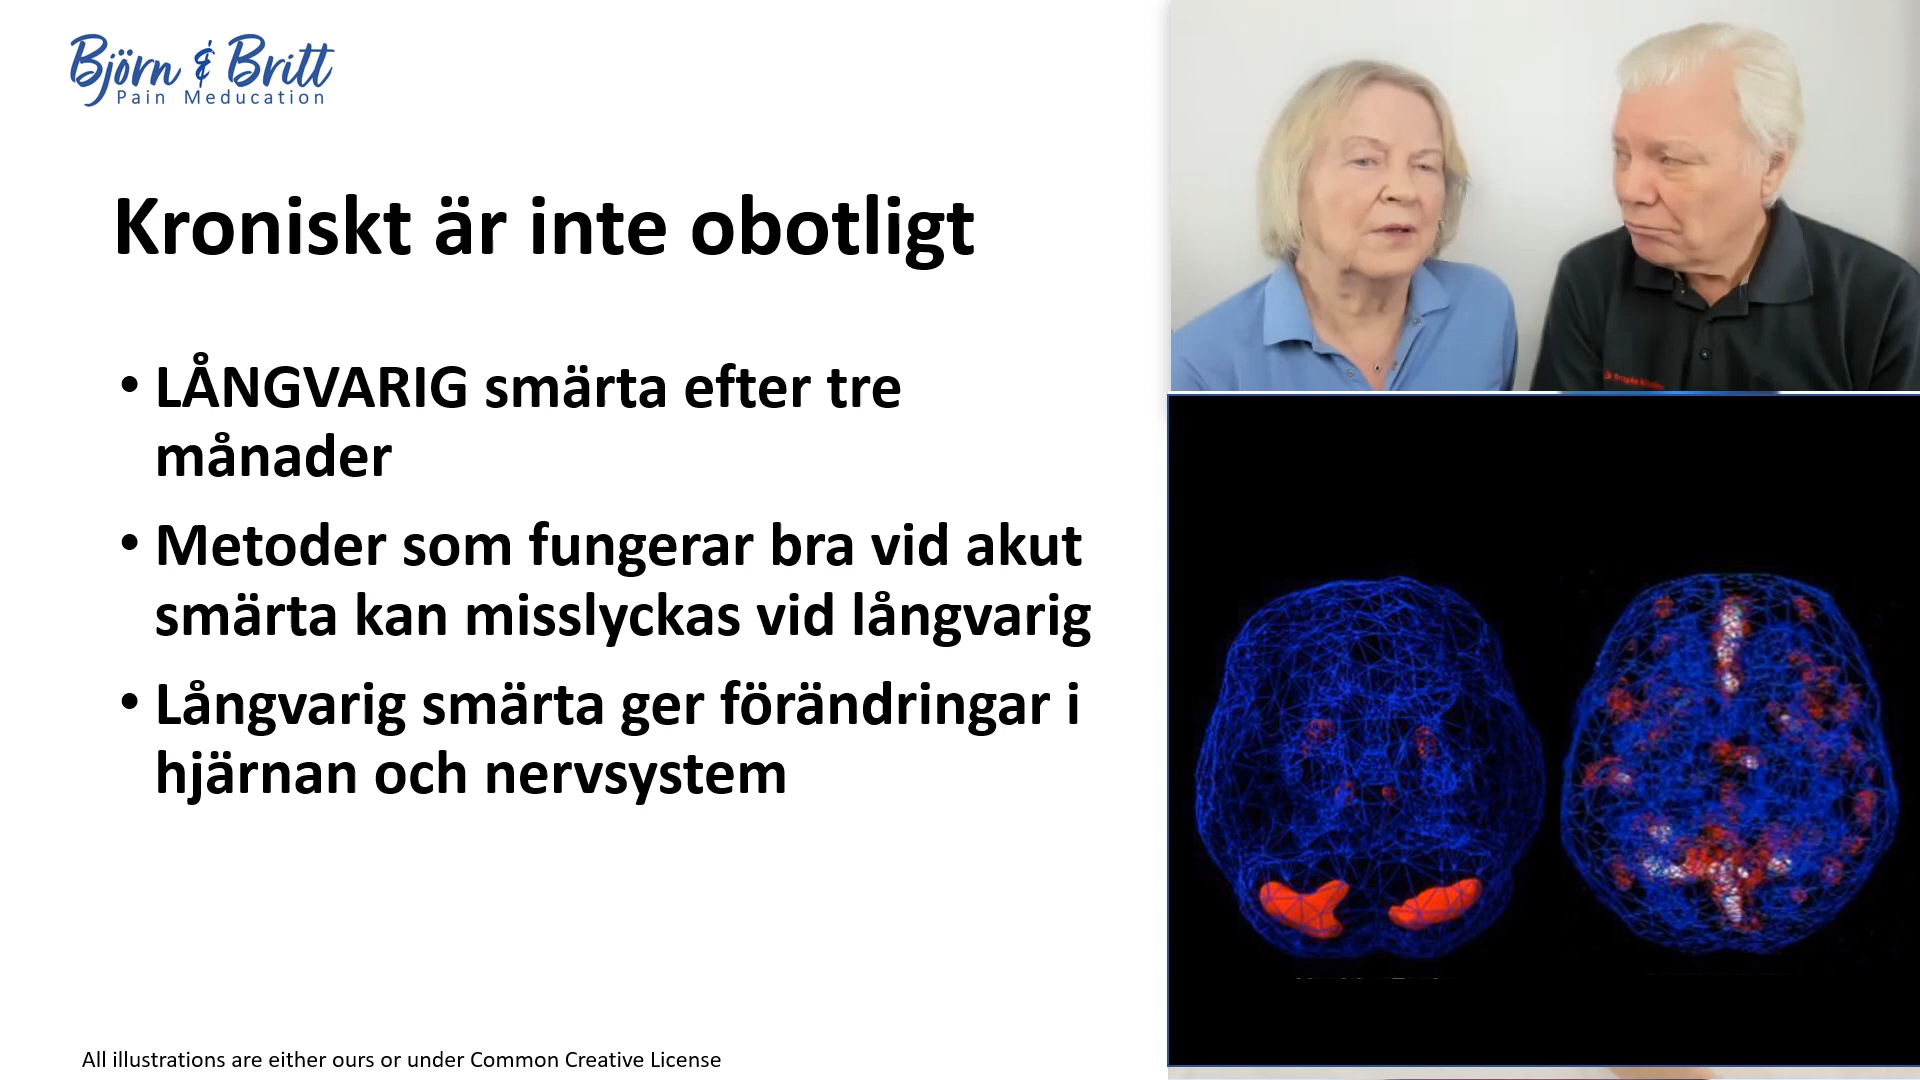 Björn & Britt
Pain Meducation
Kroniskt är inte obotligt
• LÅNGVARIG smärta efter tre
månader
• Metoder som fungerar bra vid akut
smärta kan misslyckas vid långvarig
• Långvarig smärta ger förändringar i
hjärnan och nervsystem
All illustrations are either ours or under Common Creative License